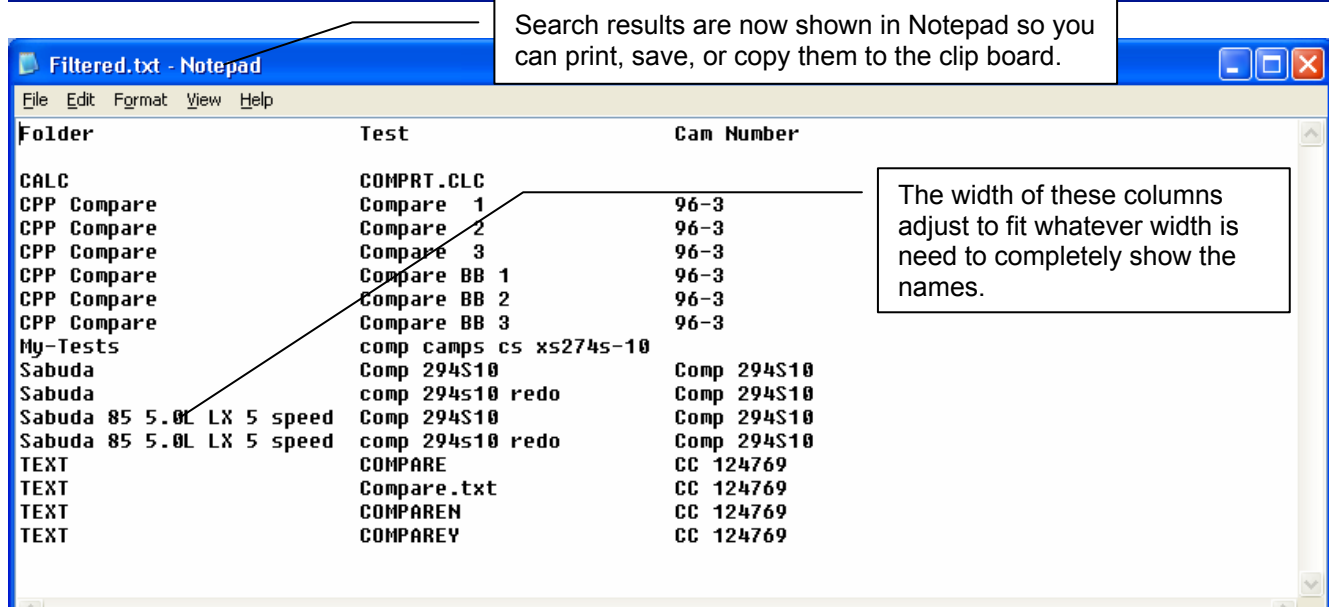 Search results are now shown in Notepad so you
can print, save, or copy them to the clip board.
Filtered.txt - Notepad
File Edit Format View Help
Folder Test Cam Number
CALC COMPRT.CLC
CPP Compare Compare  1 96-3
CPP Compare Compare  2 96-3
CPP Compare Compare  3 96-3
CPP Compare Compare BB 1 96-3
CPP Compare Compare BB 2 96-3
CPP Compare Compare BB 3 96-3
My-Tests comp camps cs xs274s-10
Sabuda Comp 294S10 Comp 294S10
Sabuda comp 294s10 redo Comp 294S10
Sabuda 85 5.0L LX 5 speed Comp 294S10 Comp 294S10
Sabuda 85 5.0L LX 5 speed comp 294s10 redo Comp 294S10
TEXT COMPARE CC 124769
TEXT Compare.txt CC 124769
TEXT COMPAREN CC 124769
TEXT COMPAREY CC 124769
The width of these columns
adjust to fit whatever width is
need to completely show the
names.